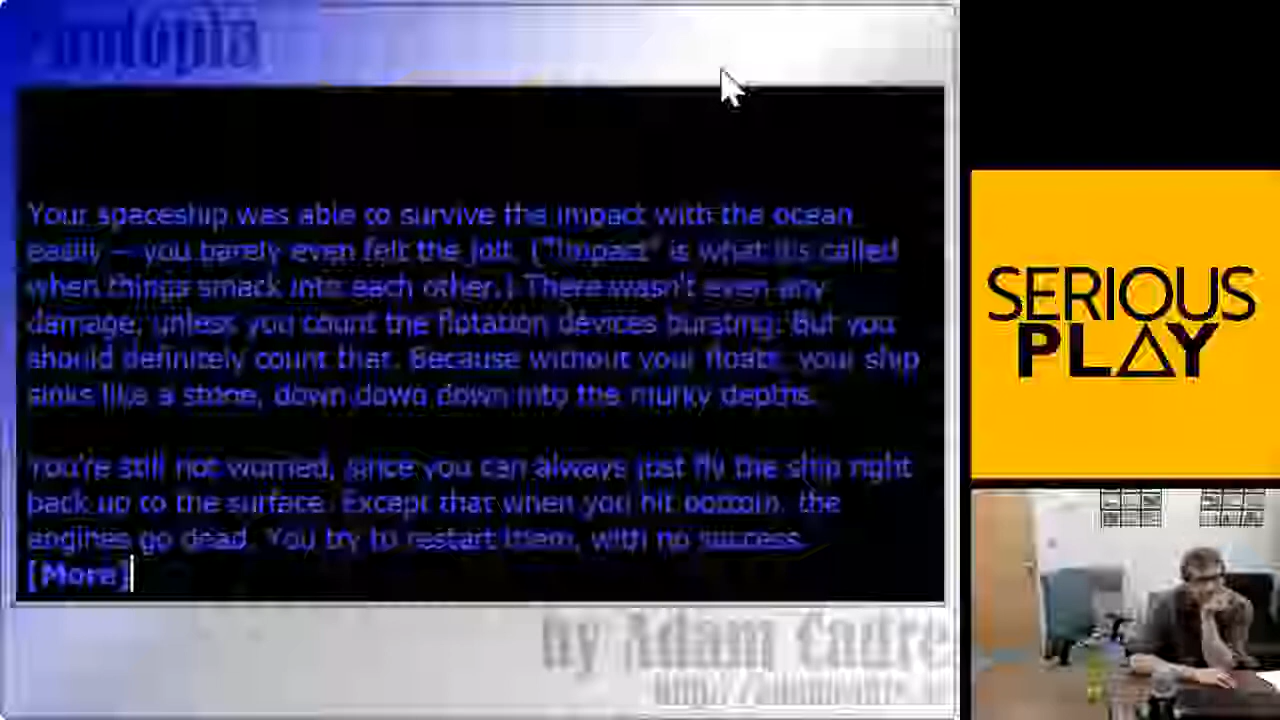 Your spaceship was able to survive the impact with the ocean
easily — you barely even felt the jolt. ("Impact" is what it's called
when things smack into each other.) There wasn't even any
damage, unless you count the flotation devices bursting. But you
should definitely count that. Because without your floats, your ship
sinks like a stone, down down down into the murky depths.
You're still not worried, since you can always just fly the ship right
back up to the surface. Except that when you hit bottom, the
engines go dead. You try to restart them, with no success.
[More]
by Adam Cadre
SERIOUS
PLAY